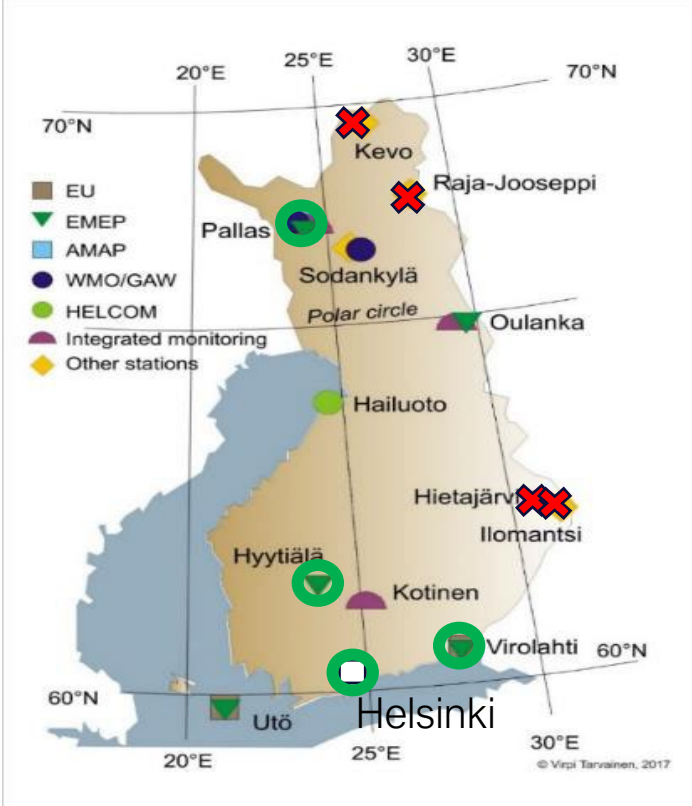 20°E
25°E
30°E
70°N
70°N
Kevo
Raja-Jooseppi
EU
EMEP
AMAP
WMO/GAW
HELCOM
Integrated monitoring
Other stations
Pallas
Sodankylä
Polar circle
Oulanka
Hailuoto
Hietajärvi
Ilomantsi
Hyytiälä
Kotinen
Virolahti
60°N
60°N
Utö
Helsinki
20°E
25°E
30°E
© Virpi Tarvainen, 2017